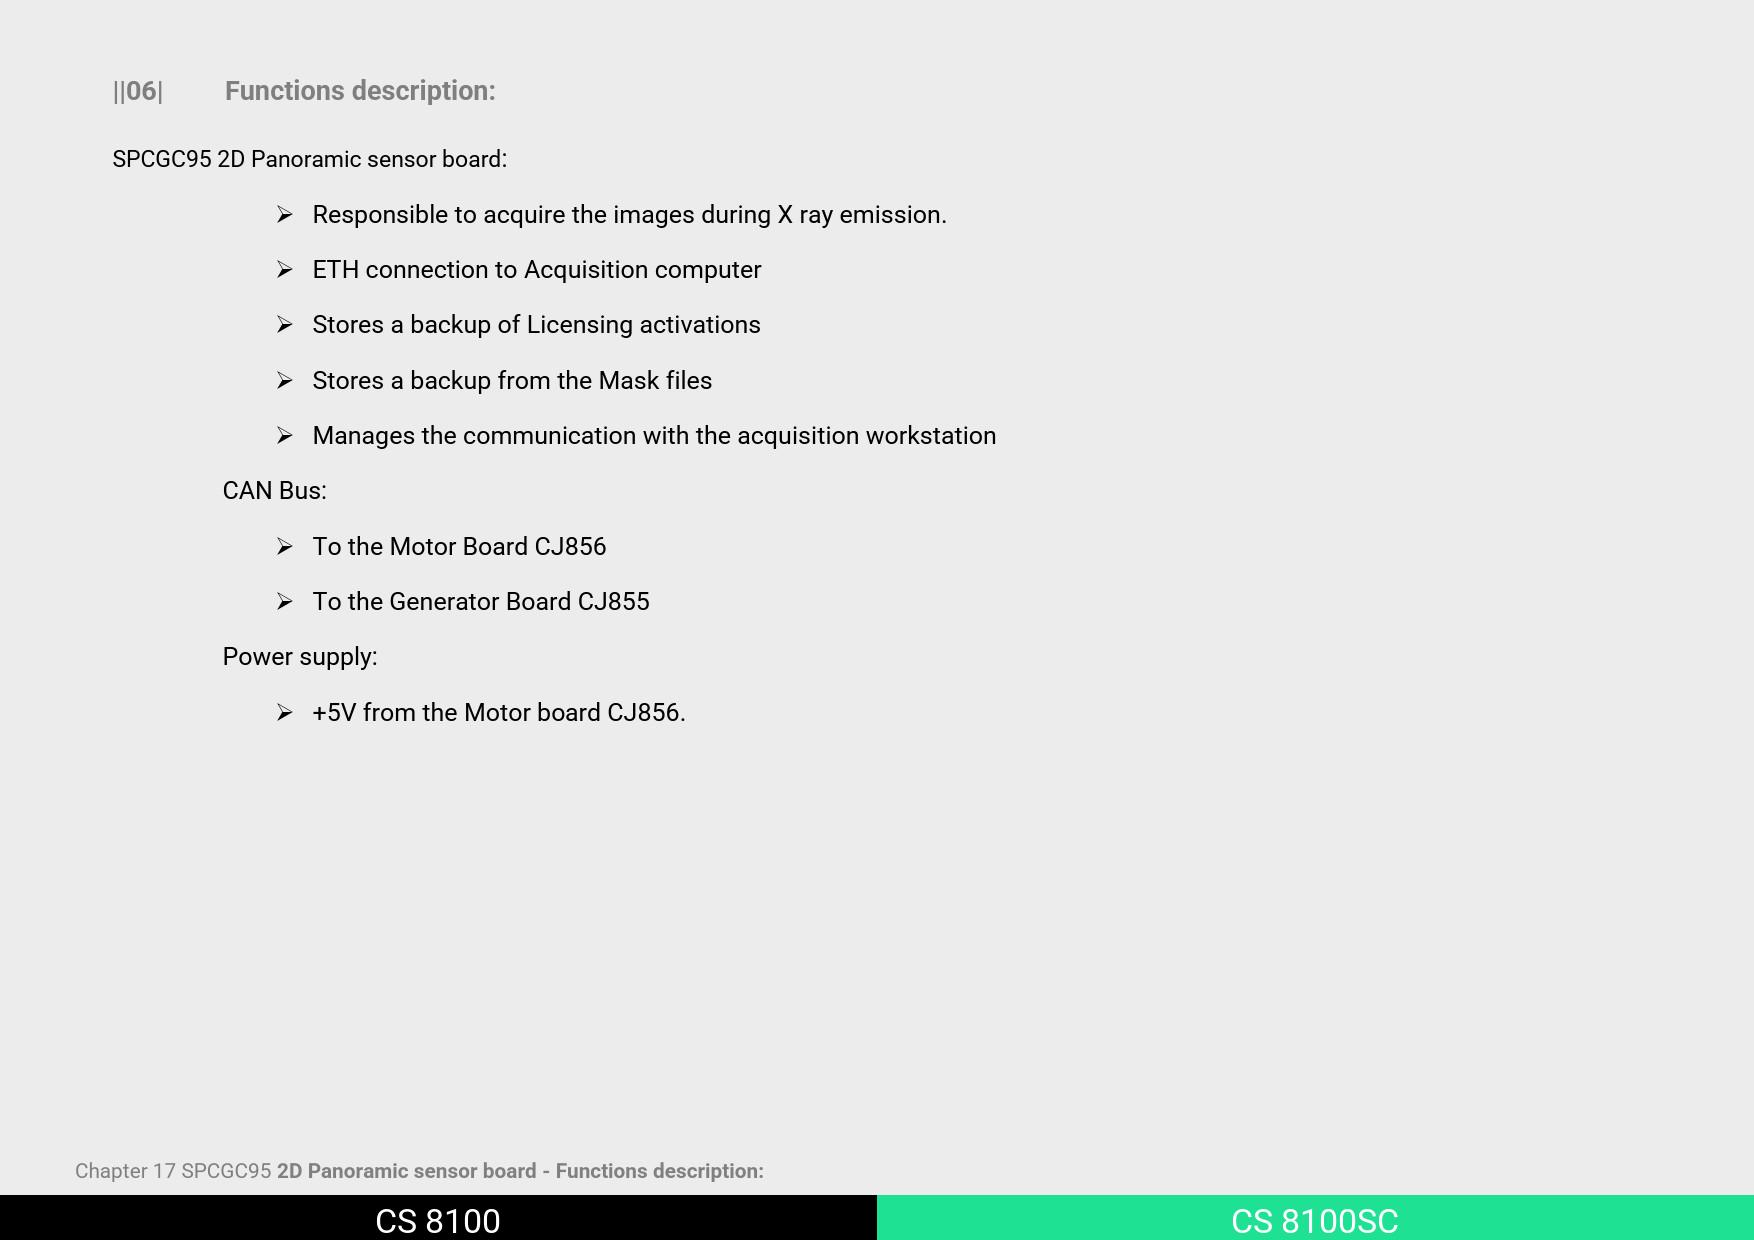 ||06| Functions description:
SPCGC95 2D Panoramic sensor board:
➢ Responsible to acquire the images during X ray emission.
➢ ETH connection to Acquisition computer
➢ Stores a backup of Licensing activations
➢ Stores a backup from the Mask files
➢ Manages the communication with the acquisition workstation
CAN Bus:
➢ To the Motor Board CJ856
➢ To the Generator Board CJ855
Power supply:
➢ +5V from the Motor board CJ856.
Chapter 17 SPCGC95 2D Panoramic sensor board - Functions description:
CS 8100
CS 8100SC